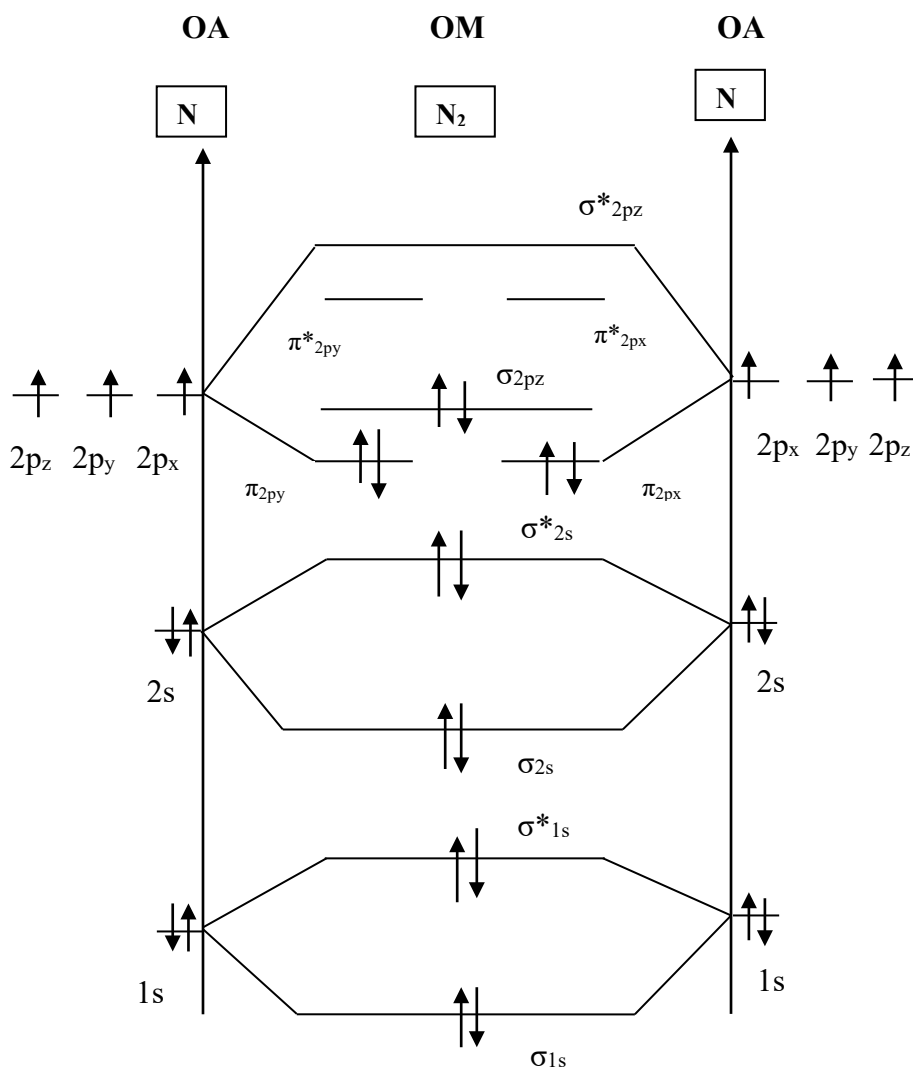 OA OM OA
N N₂ N
σ*2pz
π*2py π*2px
σ2pz
2pz 2py 2px 2px 2py 2pz
π2py π2px
σ*2s
2s 2s
σ2s
σ*1s
1s 1s
σ1s